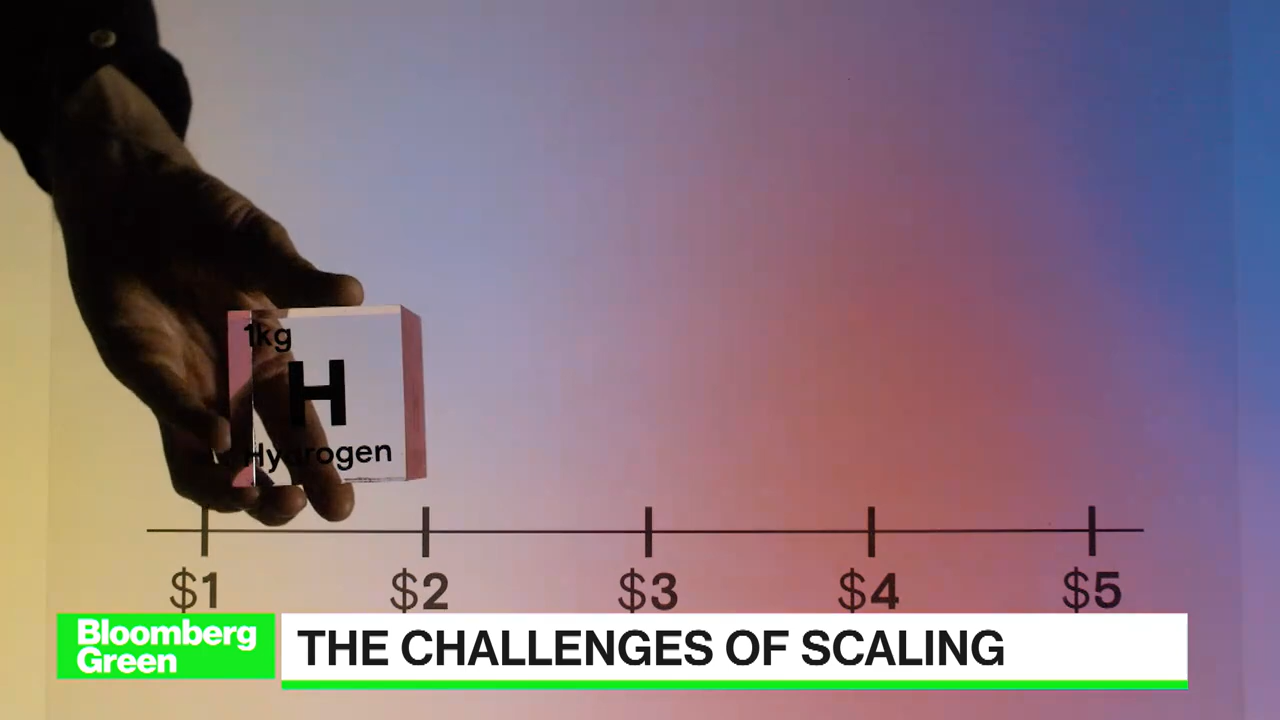 1kg
H
Hydrogen
$1 $2 $3 $4 $5
Bloomberg
Green
THE CHALLENGES OF SCALING